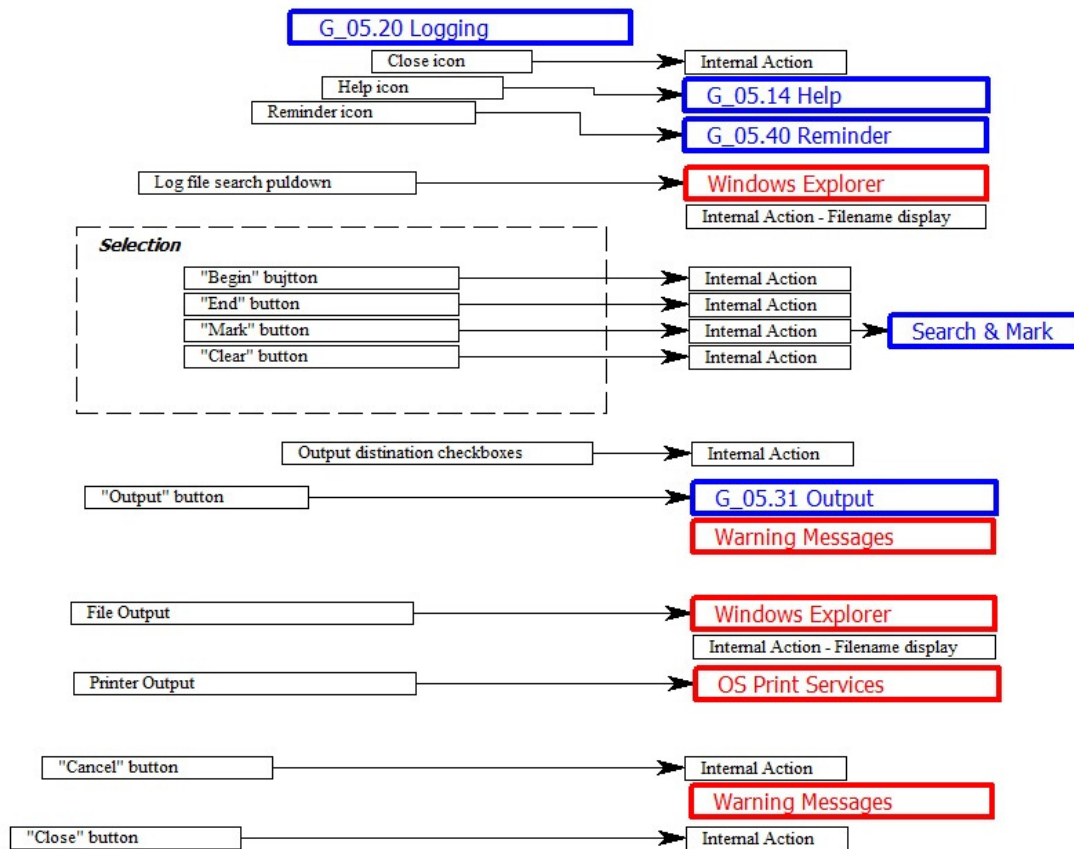 G_05.20 Logging
Close icon
Internal Action
Help icon
G_05.14 Help
Reminder icon
G_05.40 Reminder
Log file search puldown
Windows Explorer
Internal Action - Filename display
Selection
"Begin" bujtton
Internal Action
"End" button
Internal Action
"Mark" button
Internal Action
Search & Mark
"Clear" button
Internal Action
Output distination checkboxes
Internal Action
"Output" button
G_05.31 Output
Warning Messages
File Output
Windows Explorer
Internal Action - Filename display
Printer Output
OS Print Services
"Cancel" button
Internal Action
Warning Messages
"Close" button
Internal Action